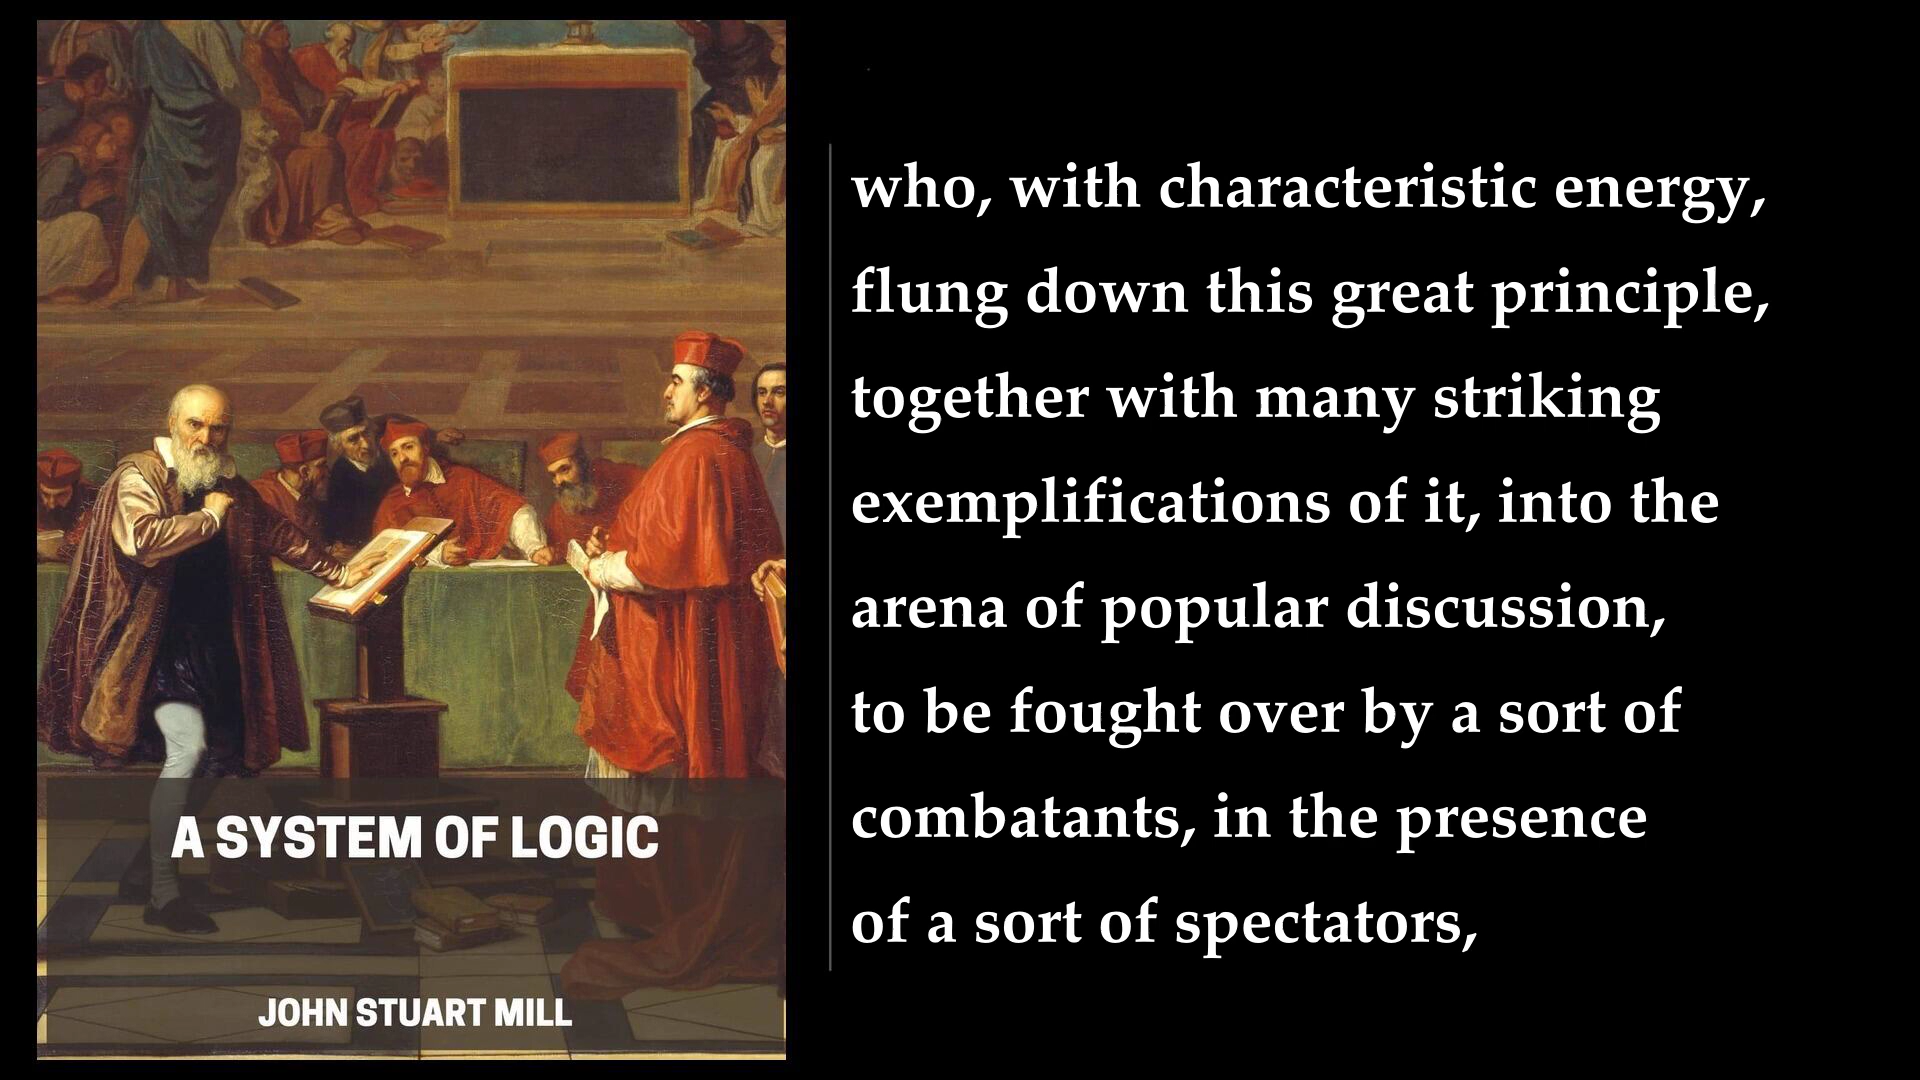 A SYSTEM OF LOGIC
JOHN STUART MILL
who, with characteristic energy,
flung down this great principle,
together with many striking
exemplifications of it, into the
arena of popular discussion,
to be fought over by a sort of
combatants, in the presence
of a sort of spectators,